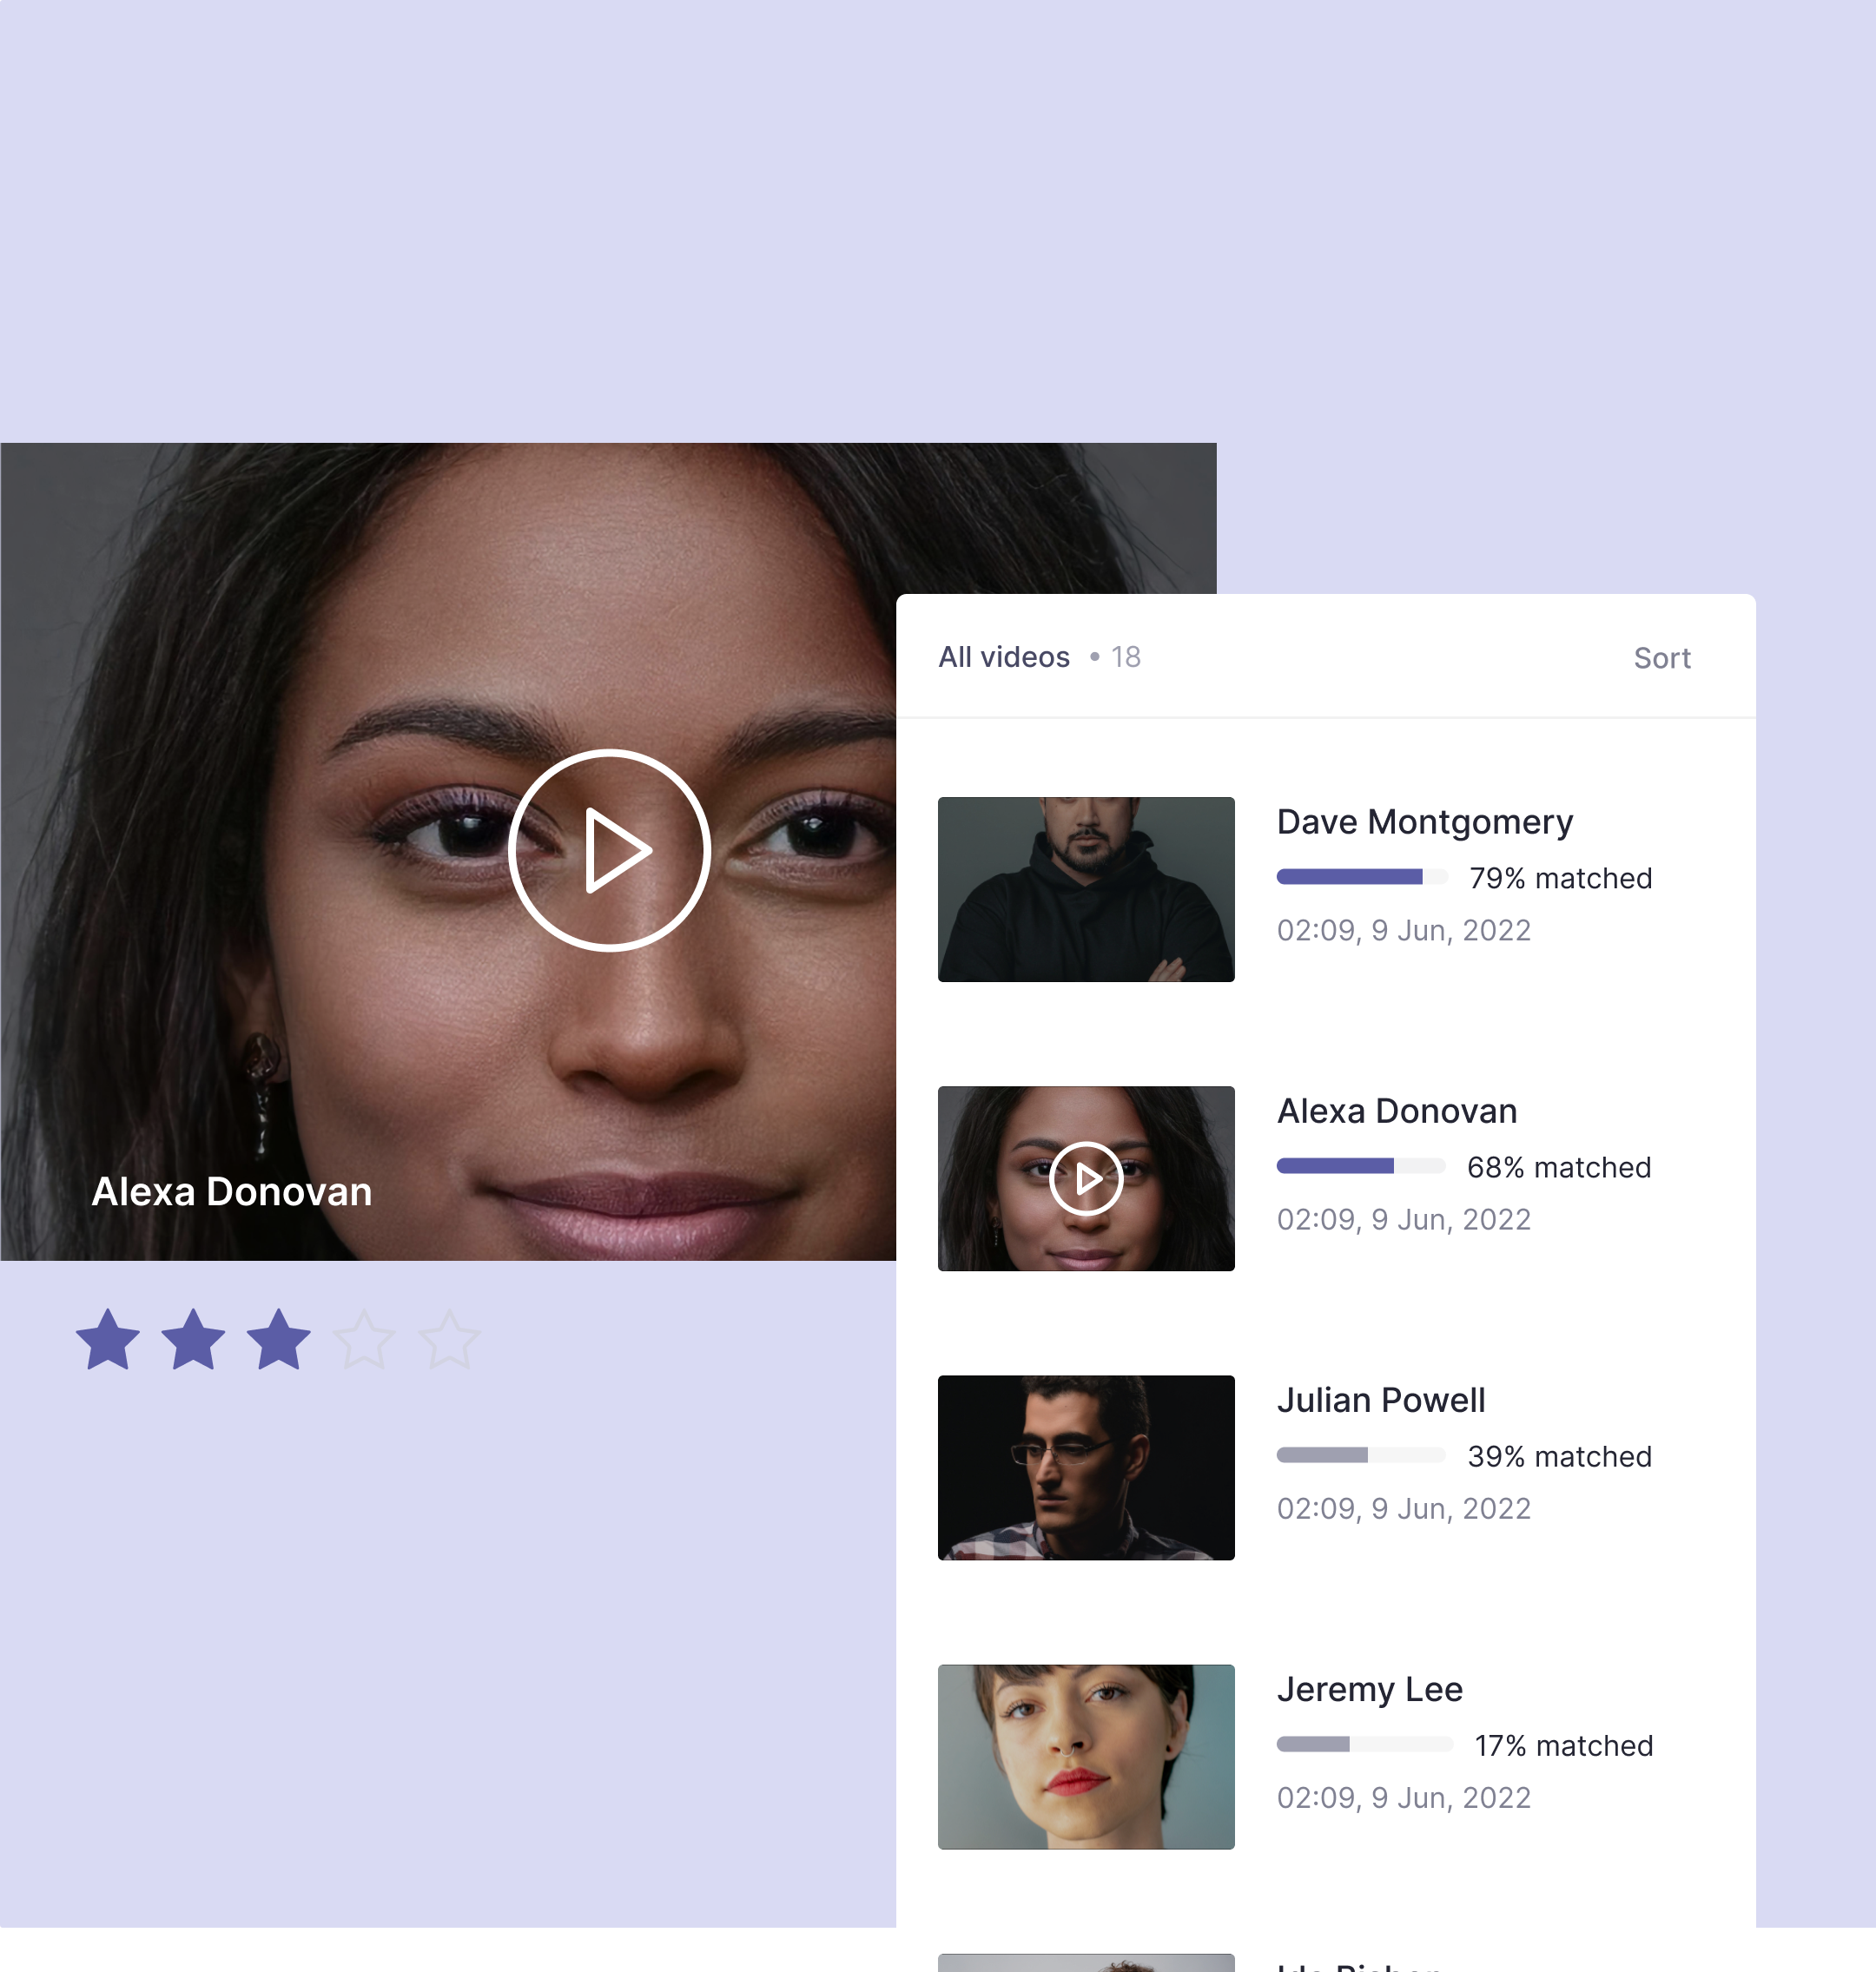 All videos • 18
Sort
Dave Montgomery
79% matched
02:09, 9 Jun, 2022
Alexa Donovan
68% matched
02:09, 9 Jun, 2022
Alexa Donovan
Julian Powell
39% matched
02:09, 9 Jun, 2022
Jeremy Lee
17% matched
02:09, 9 Jun, 2022